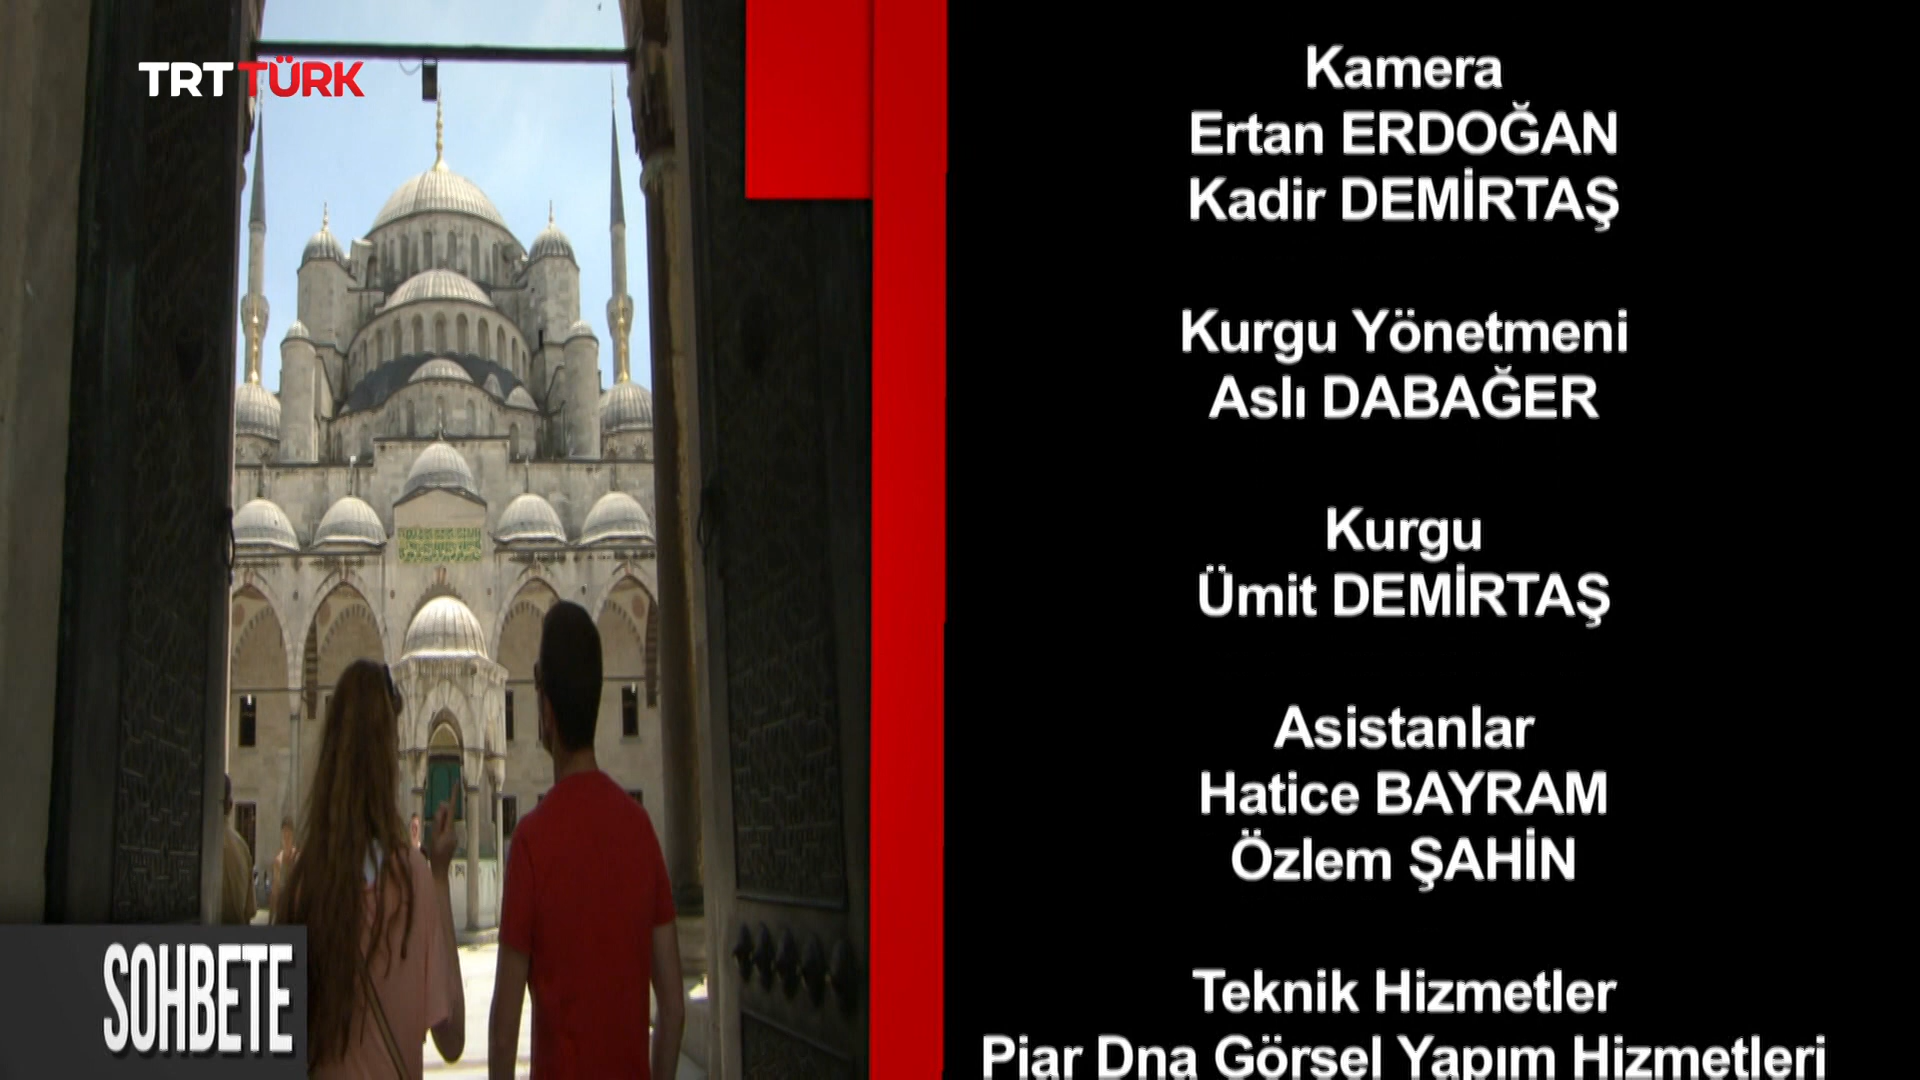 TRT TÜRK
Kamera
Ertan ERDOĞAN
Kadir DEMİRTAŞ
Kurgu Yönetmeni
Aslı DABAĞER
Kurgu
Ümit DEMİRTAŞ
Asistanlar
Hatice BAYRAM
Özlem ŞAHİN
Teknik Hizmetler
Piar Dna Görsel Yapım Hizmetleri
SOHBETE